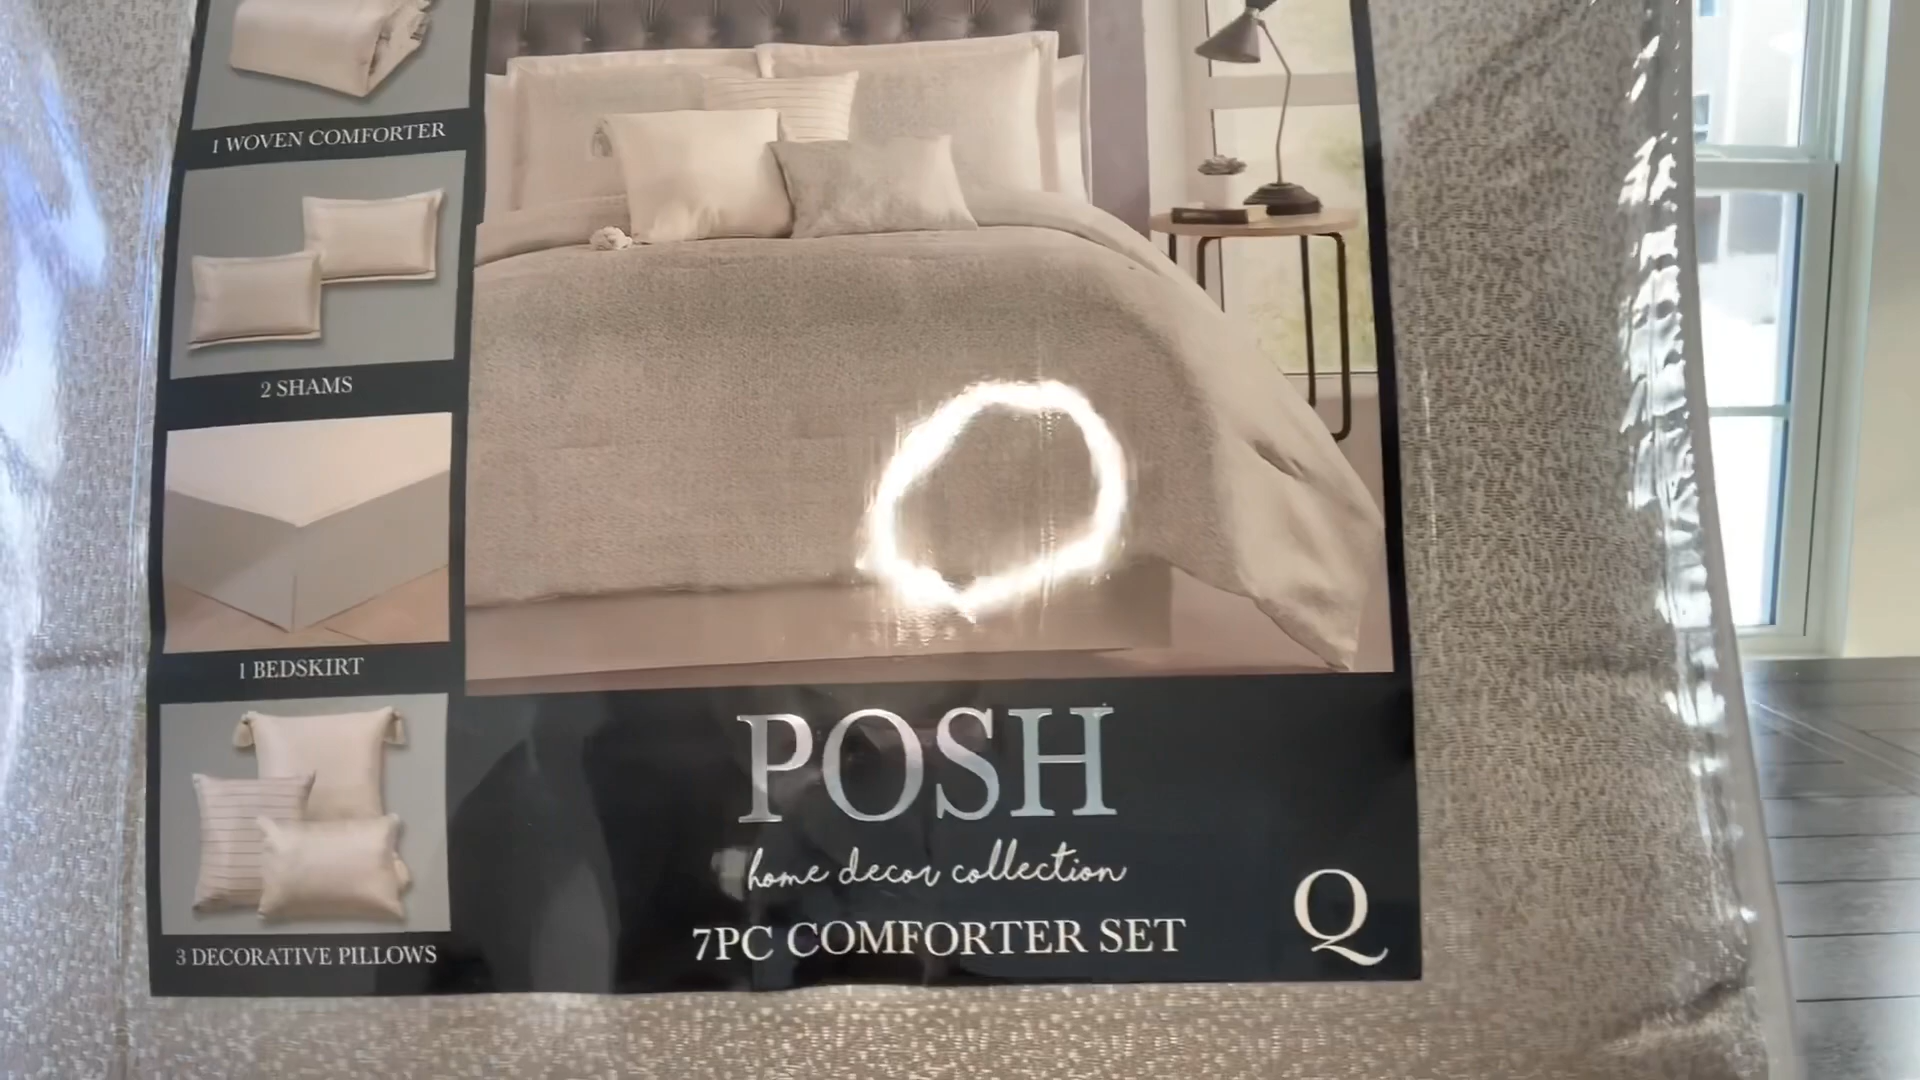 1 WOVEN COMFORTER
2 SHAMS
1 BEDSKIRT
3 DECORATIVE PILLOWS
POSH
home decor collection
7PC COMFORTER SET
Q